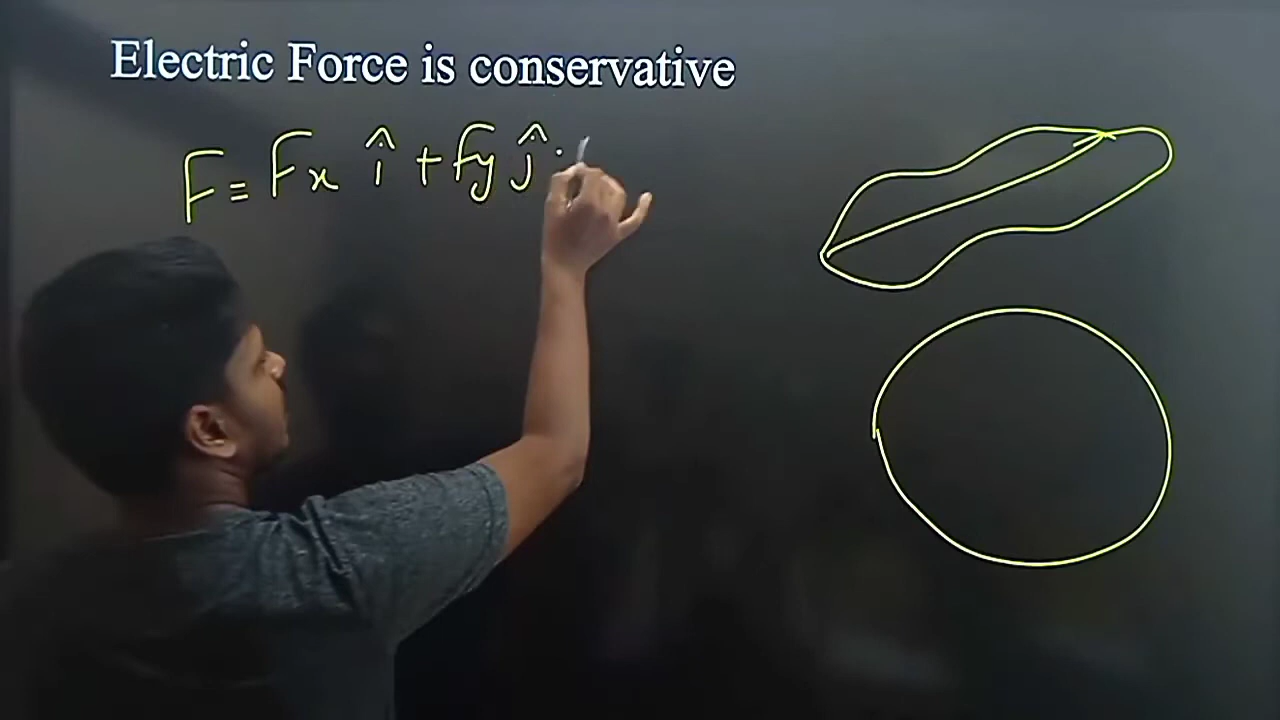 Electric Force is conservative
F = Fx î + Fy ĵ